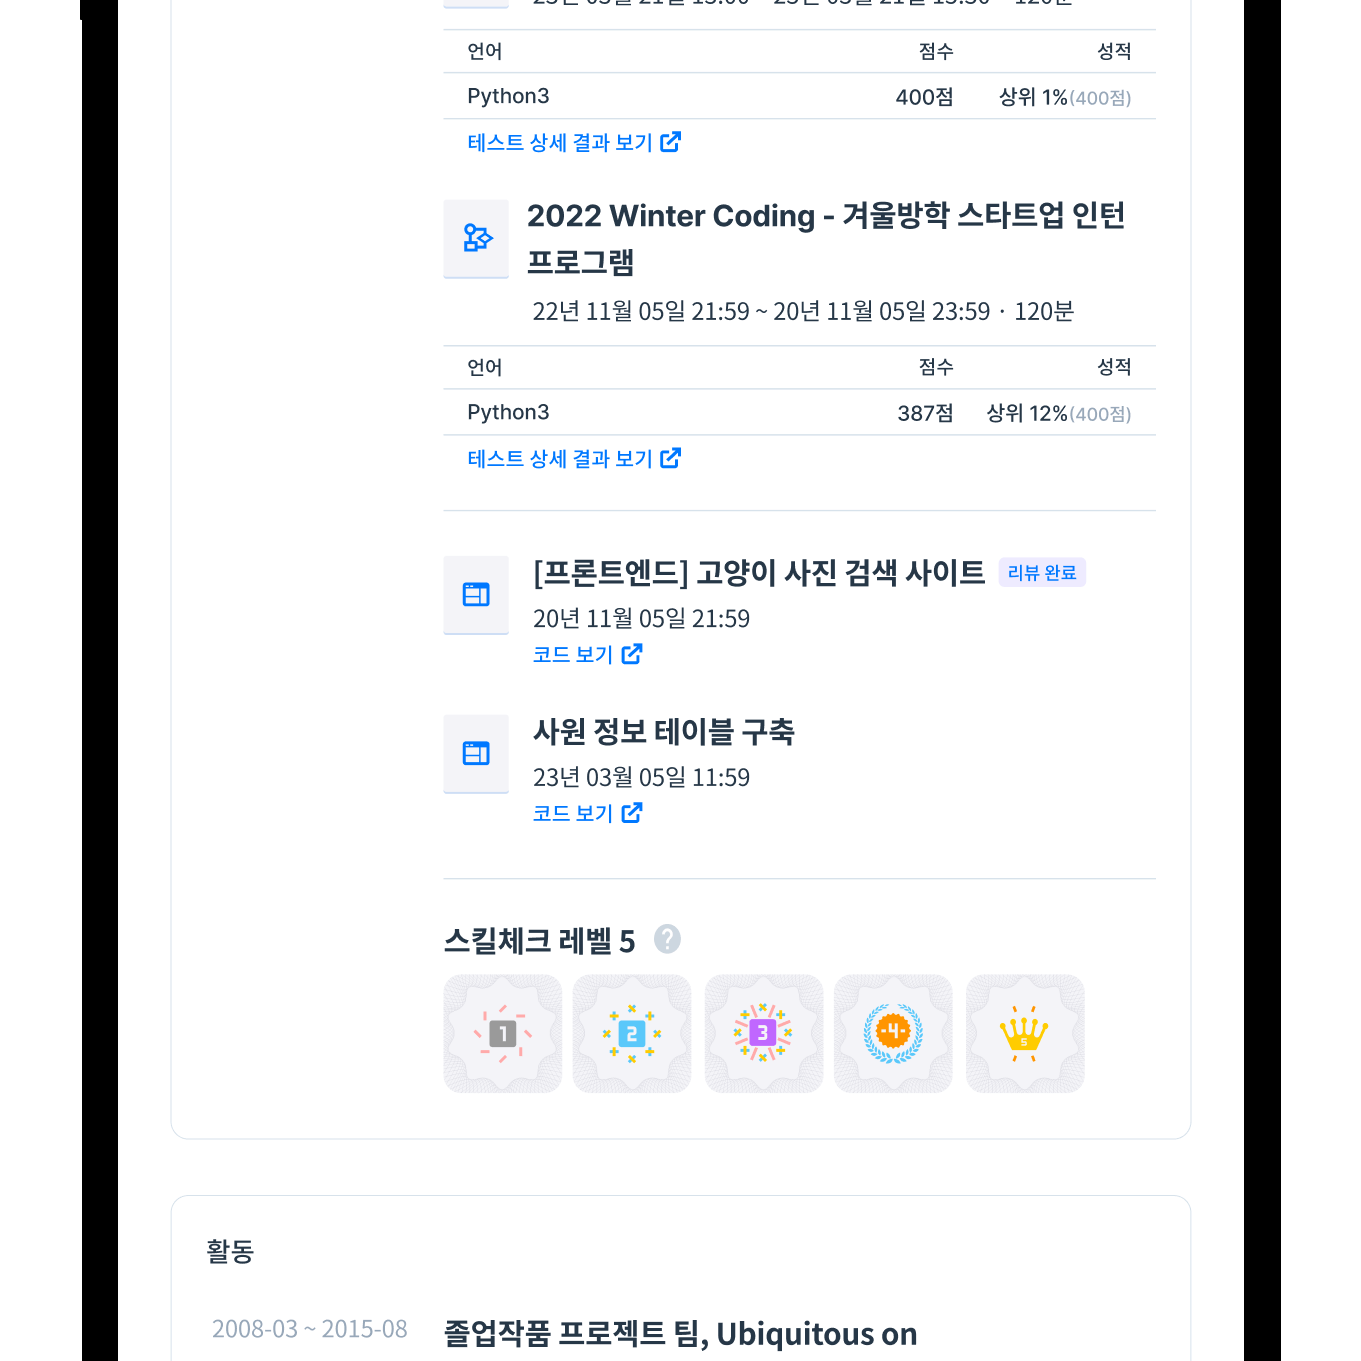 언어 점수 성적
Python3 400점 상위 1%(400점)
테스트 상세 결과 보기
2022 Winter Coding - 겨울방학 스타트업 인턴
프로그램
22년 11월 05일 21:59 ~ 20년 11월 05일 23:59 · 120분
언어 점수 성적
Python3 387점 상위 12%(400점)
테스트 상세 결과 보기
[프론트엔드] 고양이 사진 검색 사이트 리뷰 완료
20년 11월 05일 21:59
코드 보기
사원 정보 테이블 구축
23년 03월 05일 11:59
코드 보기
스킬체크 레벨 5 ?
1 2 3 -4- 5
활동
2008-03 ~ 2015-08 졸업작품 프로젝트 팀, Ubiquitous on